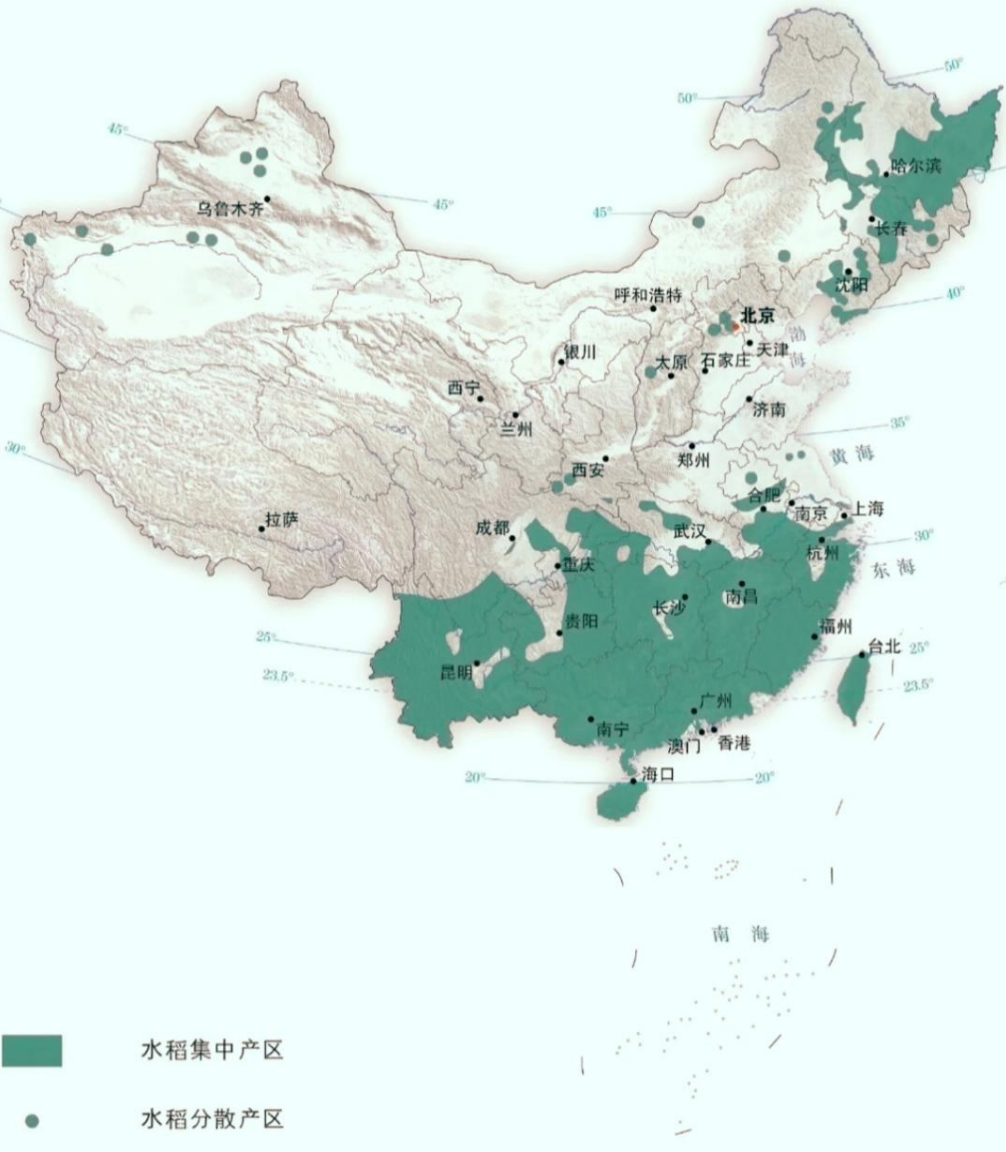 50°
50°
45°
哈尔滨
45°
45°
乌鲁木齐
长春
沈阳
40°
呼和浩特
北京
渤海
天津
银川
太原
石家庄
西宁
济南
兰州
35°
30°
郑州
黄海
西安
合肥
南京
上海
拉萨
成都
武汉
30°
杭州
重庆
东海
南昌
长沙
贵阳
福州
25°
台北
25°
昆明
23.5°
23.5°
广州
南宁
澳门
香港
20°
海口
20°
南海
水稻集中产区
水稻分散产区